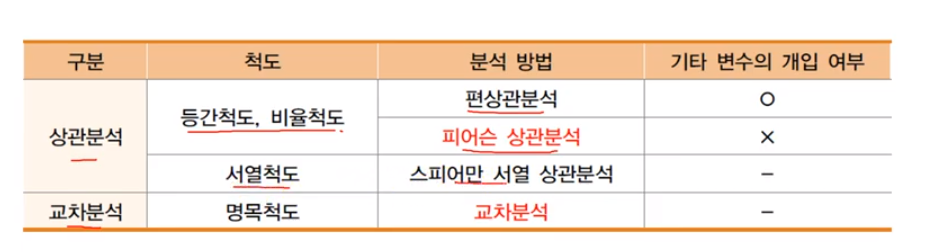 구분 척도 분석 방법 기타 변수의 개입 여부
상관분석 등간척도, 비율척도 편상관분석 O
피어슨 상관분석 ×
서열척도 스피어만 서열 상관분석 –
교차분석 명목척도 교차분석 –